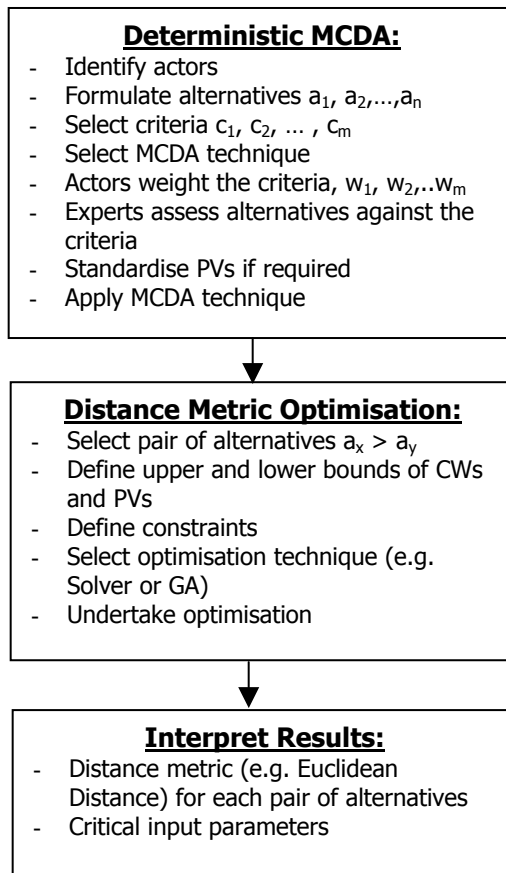 Deterministic MCDA:
- Identify actors
- Formulate alternatives a₁, a₂,…,aₙ
- Select criteria c₁, c₂, … , cₘ
- Select MCDA technique
- Actors weight the criteria, w₁, w₂,..wₘ
- Experts assess alternatives against the
criteria
- Standardise PVs if required
- Apply MCDA technique
Distance Metric Optimisation:
- Select pair of alternatives aₓ > aᵧ
- Define upper and lower bounds of CWs
and PVs
- Define constraints
- Select optimisation technique (e.g.
Solver or GA)
- Undertake optimisation
Interpret Results:
- Distance metric (e.g. Euclidean
Distance) for each pair of alternatives
- Critical input parameters